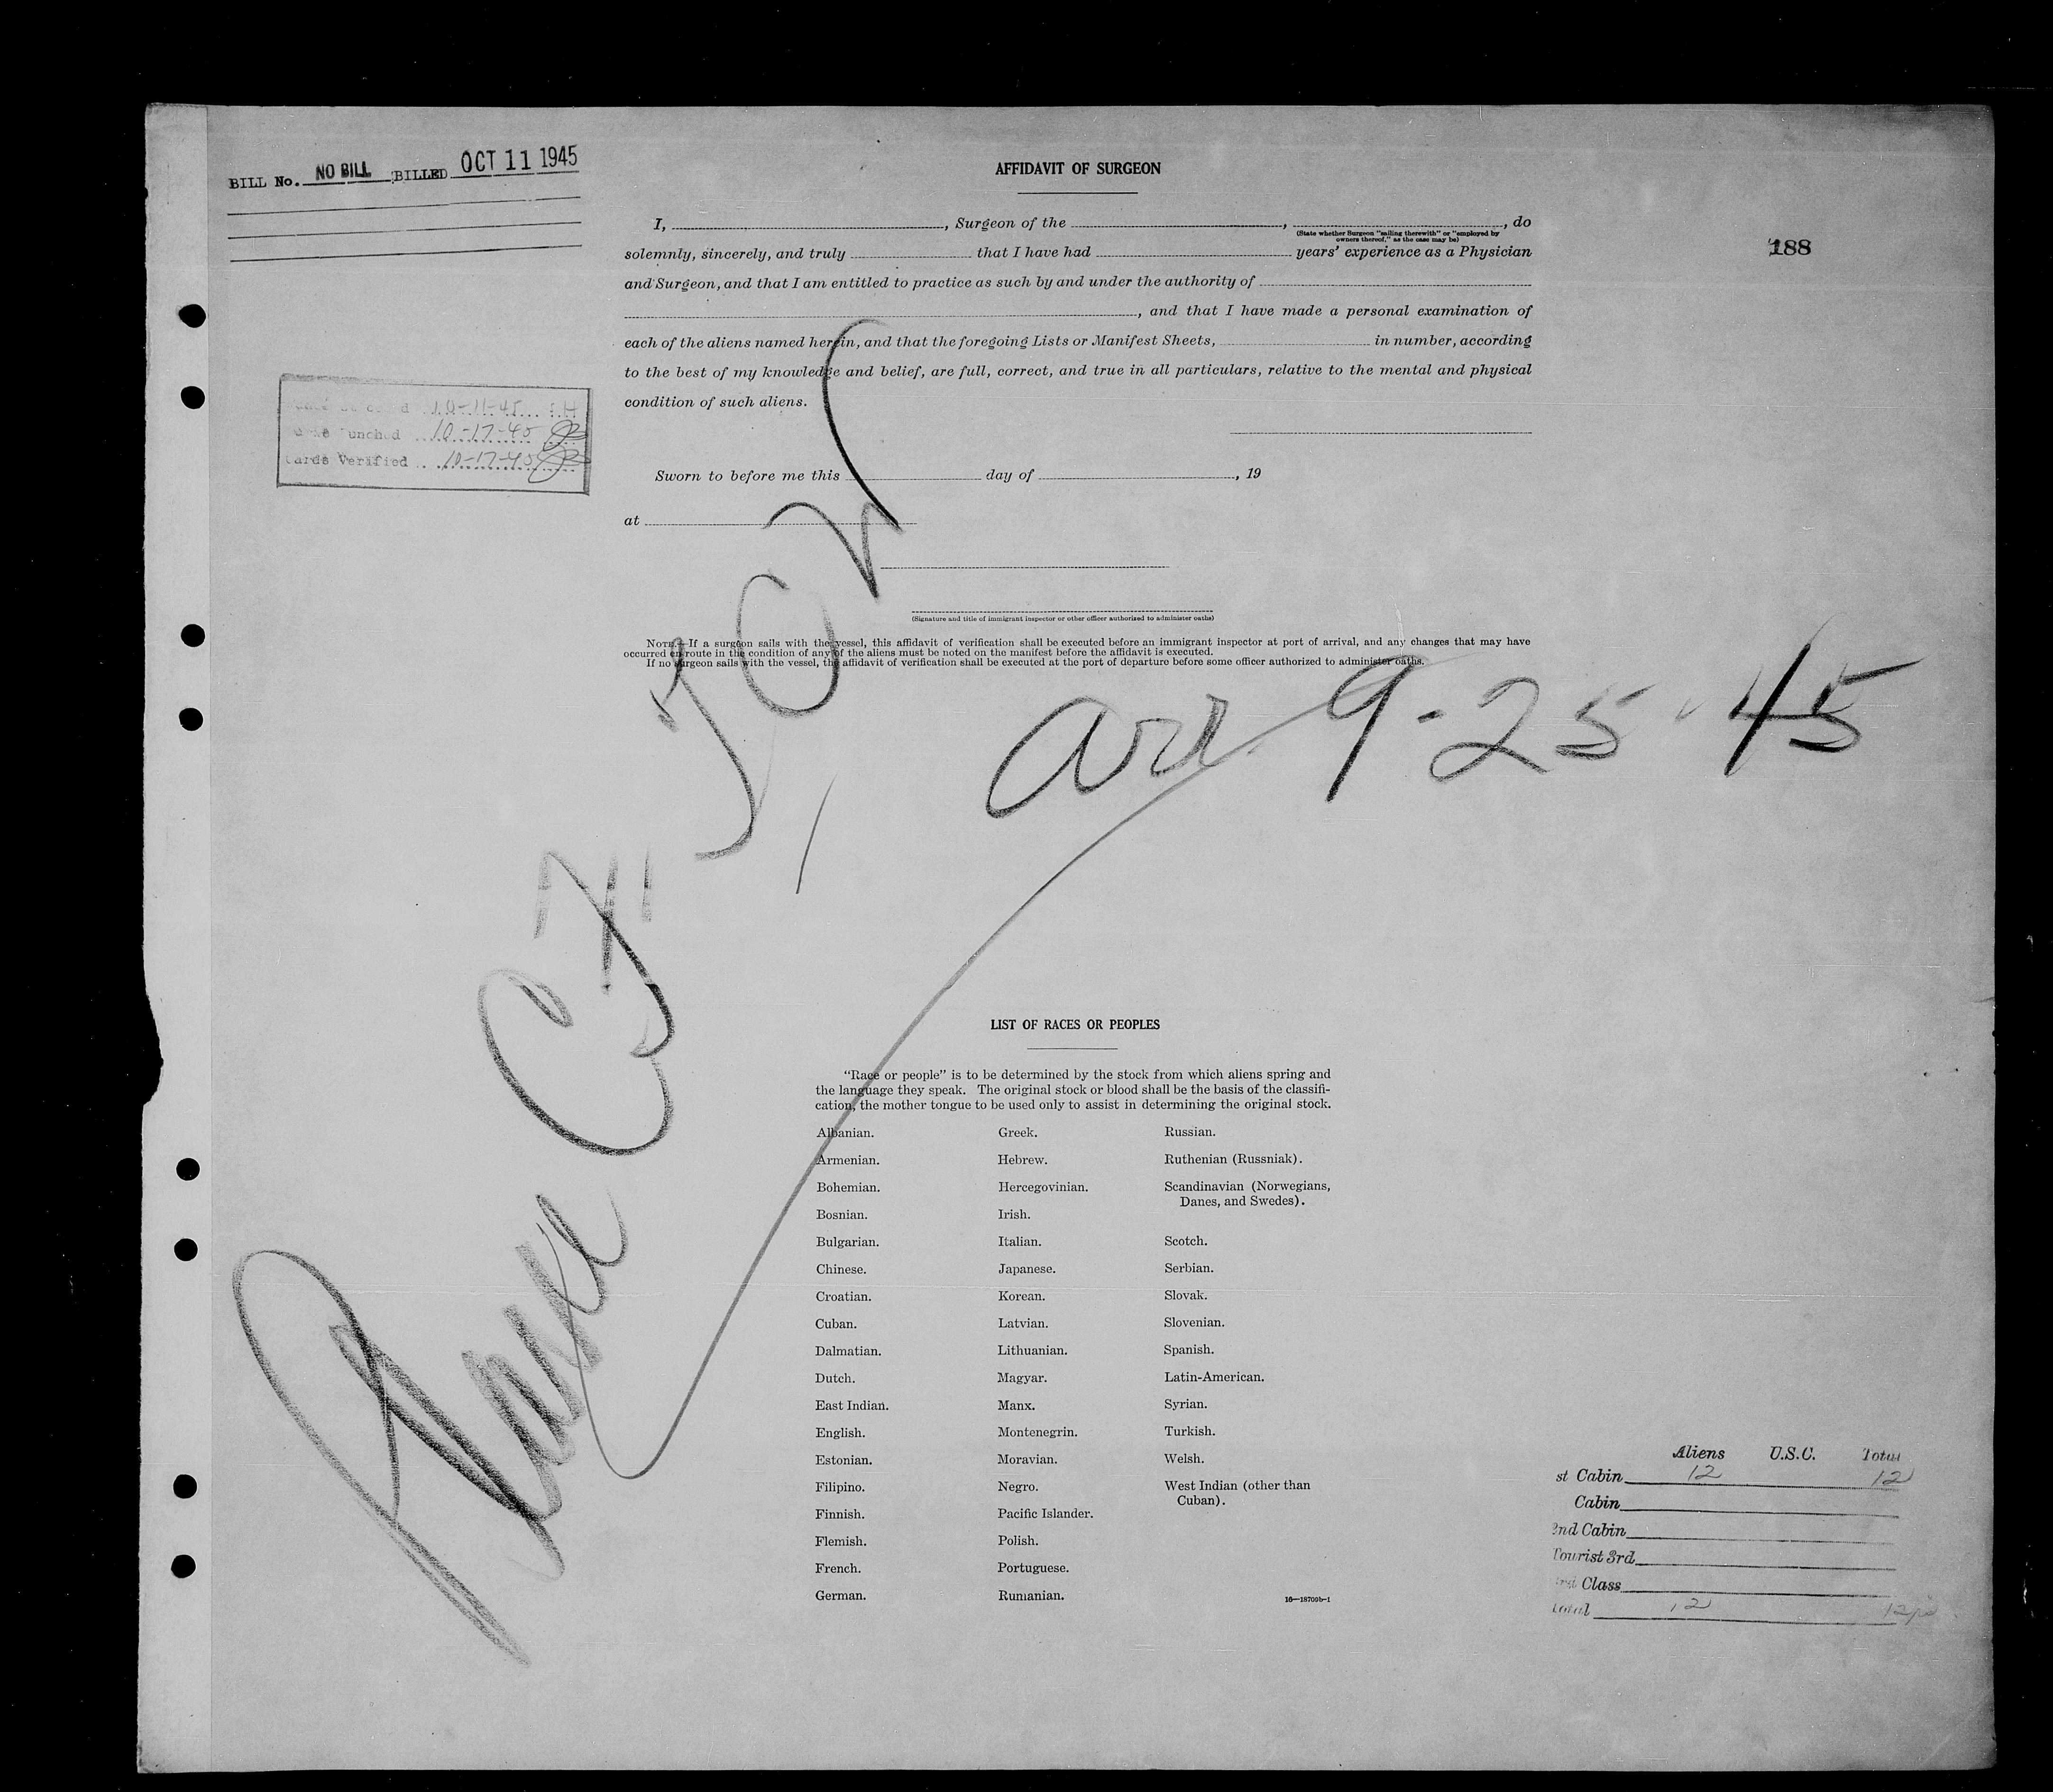 BILL No. NO BILL BILLED OCT 11 1945
AFFIDAVIT OF SURGEON
I, , Surgeon of the , , do
(State whether Surgeon "sailing therewith" or "employed by
owners thereof," as the case may be)
188
solemnly, sincerely, and truly that I have had years' experience as a Physician
and Surgeon, and that I am entitled to practice as such by and under the authority of
, and that I have made a personal examination of
each of the aliens named herein, and that the foregoing Lists or Manifest Sheets, in number, according
to the best of my knowledge and belief, are full, correct, and true in all particulars, relative to the mental and physical
condition of such aliens.
10-11-45
10-17-45
Cards Verified 10-17-45
Sworn to before me this day of , 19
at
(Signature and title of immigrant inspector or other officer authorized to administer oaths)
NOTE.—If a surgeon sails with the vessel, this affidavit of verification shall be executed before an immigrant inspector at port of arrival, and any changes that may have
occurred en route in the condition of any of the aliens must be noted on the manifest before the affidavit is executed.
If no surgeon sails with the vessel, the affidavit of verification shall be executed at the port of departure before some officer authorized to administer oaths.
Plane
arr 9-25-45
LIST OF RACES OR PEOPLES
"Race or people" is to be determined by the stock from which aliens spring and
the language they speak. The original stock or blood shall be the basis of the classifi-
cation, the mother tongue to be used only to assist in determining the original stock.
Albanian.
Armenian.
Bohemian.
Bosnian.
Bulgarian.
Chinese.
Croatian.
Cuban.
Dalmatian.
Dutch.
East Indian.
English.
Estonian.
Filipino.
Finnish.
Flemish.
French.
German.
Greek.
Hebrew.
Hercegovinian.
Irish.
Italian.
Japanese.
Korean.
Latvian.
Lithuanian.
Magyar.
Manx.
Montenegrin.
Moravian.
Negro.
Pacific Islander.
Polish.
Portuguese.
Rumanian.
Russian.
Ruthenian (Russniak).
Scandinavian (Norwegians,
Danes, and Swedes).
Scotch.
Serbian.
Slovak.
Slovenian.
Spanish.
Latin-American.
Syrian.
Turkish.
Welsh.
West Indian (other than
Cuban).
16—18700b-1
Aliens U.S.C. Total
st Cabin 12 12
Cabin
2nd Cabin
Tourist 3rd
Class
total 12 12